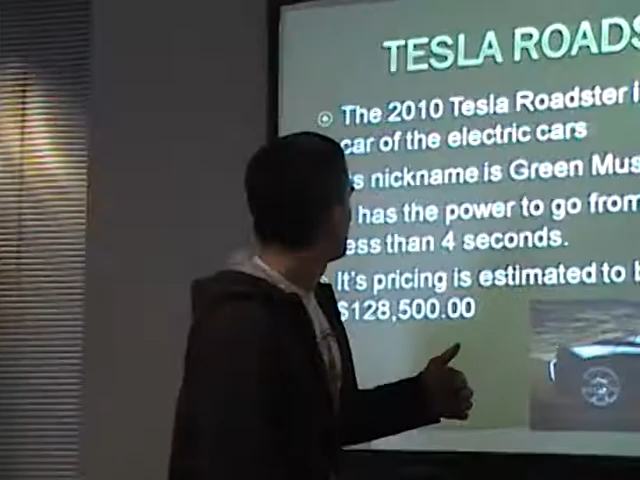 TESLA ROADS
The 2010 Tesla Roadster i
car of the electric cars
s nickname is Green Mus
has the power to go from
ess than 4 seconds.
It's pricing is estimated to b
$128,500.00